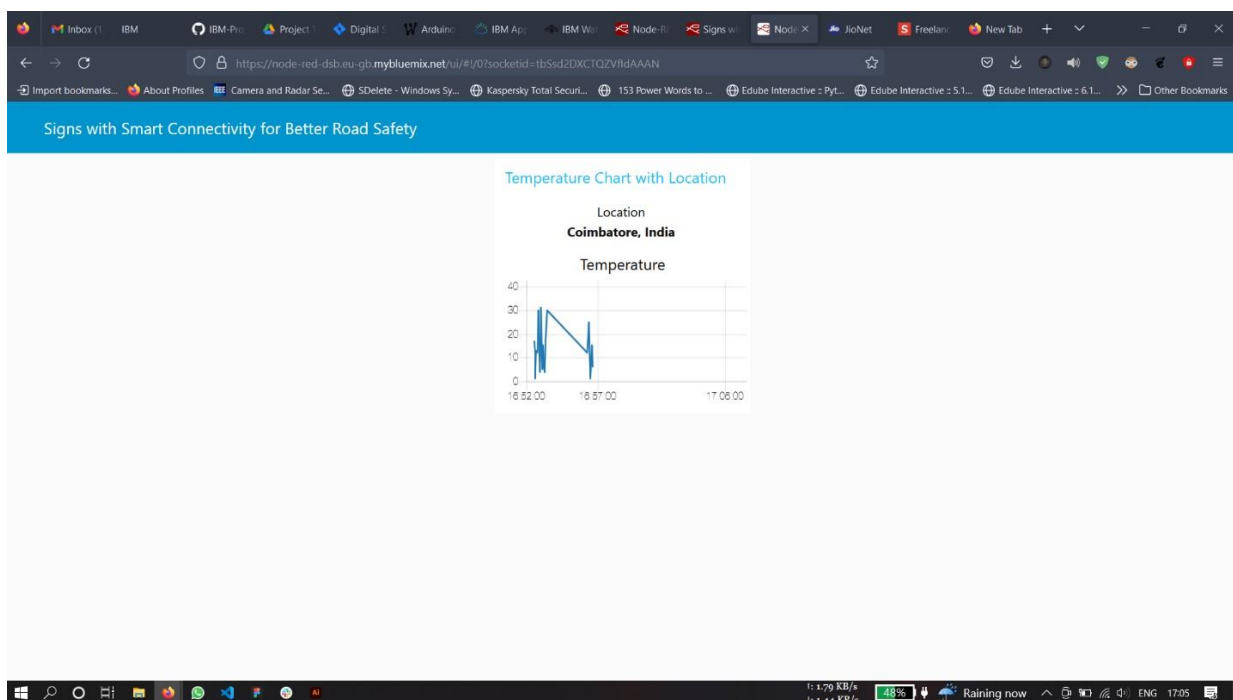 Inbox (1
IBM
IBM-Pro
Project
Digital S
Arduino
IBM App
IBM Wat
Node-R
Signs wi
Node
JioNet
Freelanc
New Tab
https://node-red-dsb.eu-gb.mybluemix.net/ui/#!/0?socketid=
Import bookmarks...
About Profiles
Camera and Radar Se...
SDelete - Windows Sy...
Kaspersky Total Securi...
153 Power Words to ...
Edube Interactive :: Pyt...
Edube Interactive :: 5.1...
Edube Interactive :: 6.1...
Other Bookmarks
Signs with Smart Connectivity for Better Road Safety
Temperature Chart with Location
Location
Coimbatore, India
Temperature
40
30
20
10
0
16:52:00 16:57:00 17:06:00
1.79 KB/s
48%
Raining now
ENG
17:05